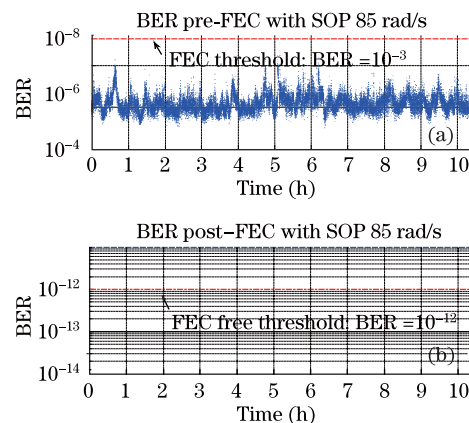 BER pre-FEC with SOP 85 rad/s
10⁻⁸
FEC threshold: BER =10⁻³
10⁻⁶
BER
(a)
10⁻⁴
0 1 2 3 4 5 6 7 8 9 10
Time (h)
BER post-FEC with SOP 85 rad/s
10⁻¹²
FEC free threshold: BER =10⁻¹²
BER
10⁻¹³
(b)
10⁻¹⁴
0 1 2 3 4 5 6 7 8 9 10
Time (h)